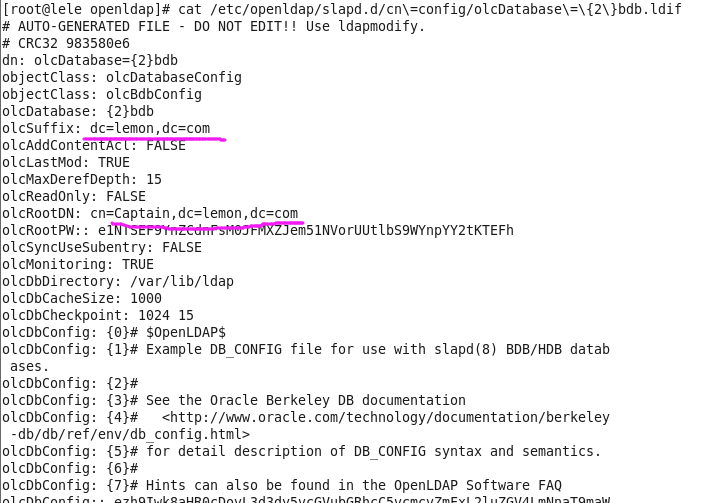 [root@lele openldap]# cat /etc/openldap/slapd.d/cn\=config/olcDatabase\=\{2\}bdb.ldif
# AUTO-GENERATED FILE - DO NOT EDIT!! Use ldapmodify.
# CRC32 983580e6
dn: olcDatabase={2}bdb
objectClass: olcDatabaseConfig
objectClass: olcBdbConfig
olcDatabase: {2}bdb
olcSuffix: dc=lemon,dc=com
olcAddContentAcl: FALSE
olcLastMod: TRUE
olcMaxDerefDepth: 15
olcReadOnly: FALSE
olcRootDN: cn=Captain,dc=lemon,dc=com
olcRootPW::
olcSyncUseSubentry: FALSE
olcMonitoring: TRUE
olcDbDirectory: /var/lib/ldap
olcDbCacheSize: 1000
olcDbCheckpoint: 1024 15
olcDbConfig: {0}# $OpenLDAP$
olcDbConfig: {1}# Example DB_CONFIG file for use with slapd(8) BDB/HDB datab
ases.
olcDbConfig: {2}#
olcDbConfig: {3}# See the Oracle Berkeley DB documentation
olcDbConfig: {4}#   <http://www.oracle.com/technology/documentation/berkeley
-db/db/ref/env/db_config.html>
olcDbConfig: {5}# for detail description of DB_CONFIG syntax and semantics.
olcDbConfig: {6}#
olcDbConfig: {7}# Hints can also be found in the OpenLDAP Software FAQ
olcDbConfig::